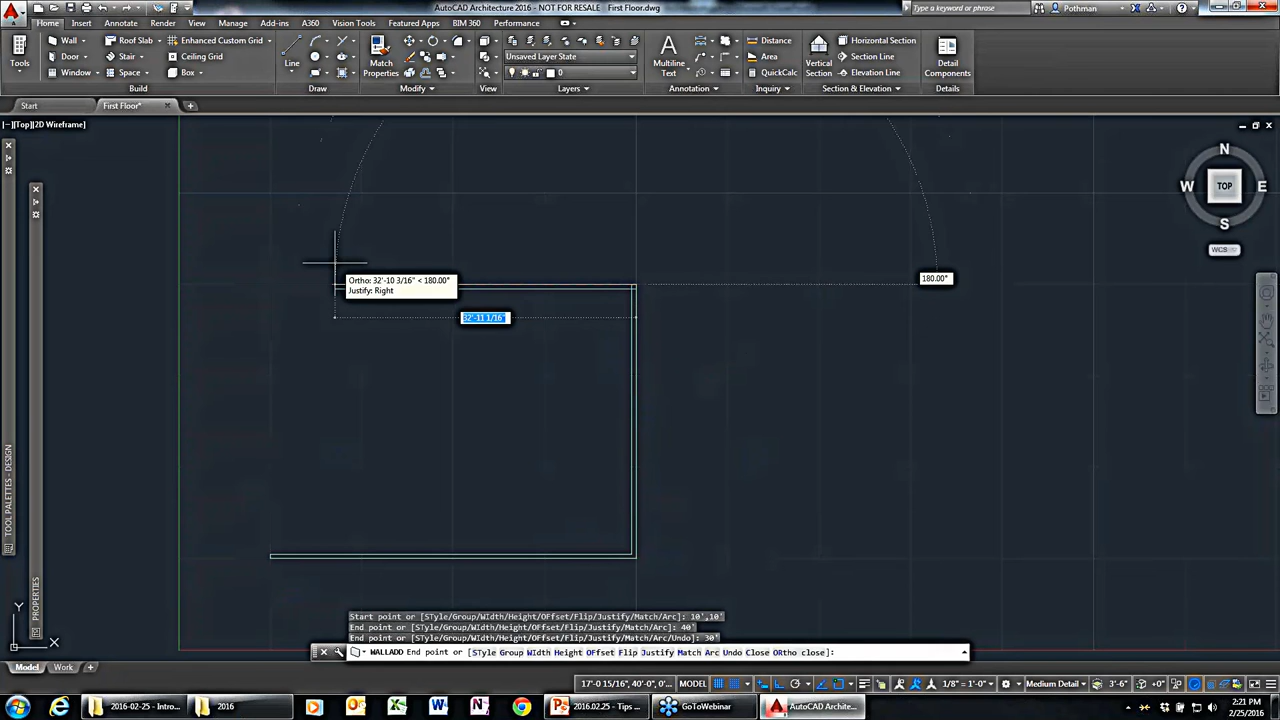 AutoCAD Architecture 2016 - NOT FOR RESALE First Floor.dwg
Type a keyword or phrase
Pothman
Home Insert Annotate Render View Manage Add-ins A360 Vision Tools Featured Apps BIM 360 Performance
Tools
Wall
Door
Window
Roof Slab
Stair
Space
Enhanced Custom Grid
Ceiling Grid
Box
Build
Line
Draw
Match Properties
Modify
View
Unsaved Layer State
0
Layers
Multiline Text
Annotation
Distance
Area
QuickCalc
Inquiry
Vertical Section
Horizontal Section
Section Line
Elevation Line
Section & Elevation
Detail Components
Details
Start First Floor*
[−][Top][2D Wireframe]
N
W TOP E
S
WCS
Ortho: 32'-10 3/16" < 180.00°
Justify: Right
180.00°
32'-11 1/16"
TOOL PALETTES - DESIGN
PROPERTIES
Y
X
Start point or [STyle/Group/WIdth/Height/OFfset/Flip/Justify/Match/Arc]: 10',10'
End point or [STyle/Group/WIdth/Height/OFfset/Flip/Justify/Match/Arc]: 40'
End point or [STyle/Group/WIdth/Height/OFfset/Flip/Justify/Match/Arc/Undo]: 30'
WALLADD End point or [STyle Group WIdth Height OFfset Flip Justify Match Arc Undo Close ORtho close]:
Model Work
17'-0 15/16", 40'-0", 0'... MODEL 1/8" = 1'-0" Medium Detail 3'-6" +0"
2016-02-25 - Intro... 2016 2016.02.25 - Tips ... GoToWebinar AutoCAD Archite...
2:21 PM
2/25/2016